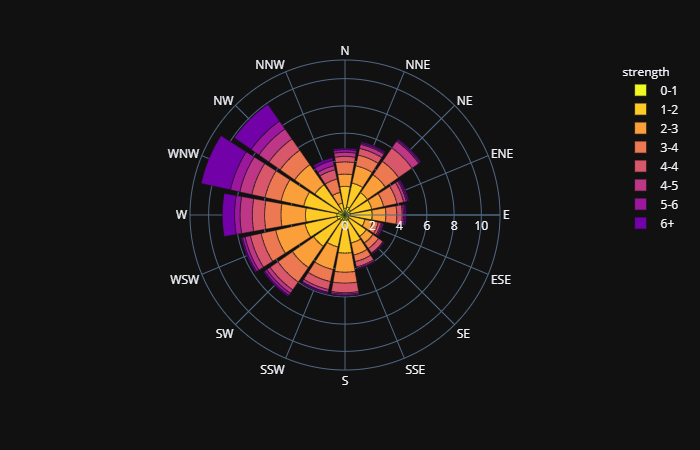 N
NNW
NNE
strength
0-1
NW
NE
1-2
2-3
3-4
WNW
ENE
4-4
4-5
5-6
W
E
6+
0 2 4 6 8 10
WSW
ESE
SW
SE
SSW
SSE
S